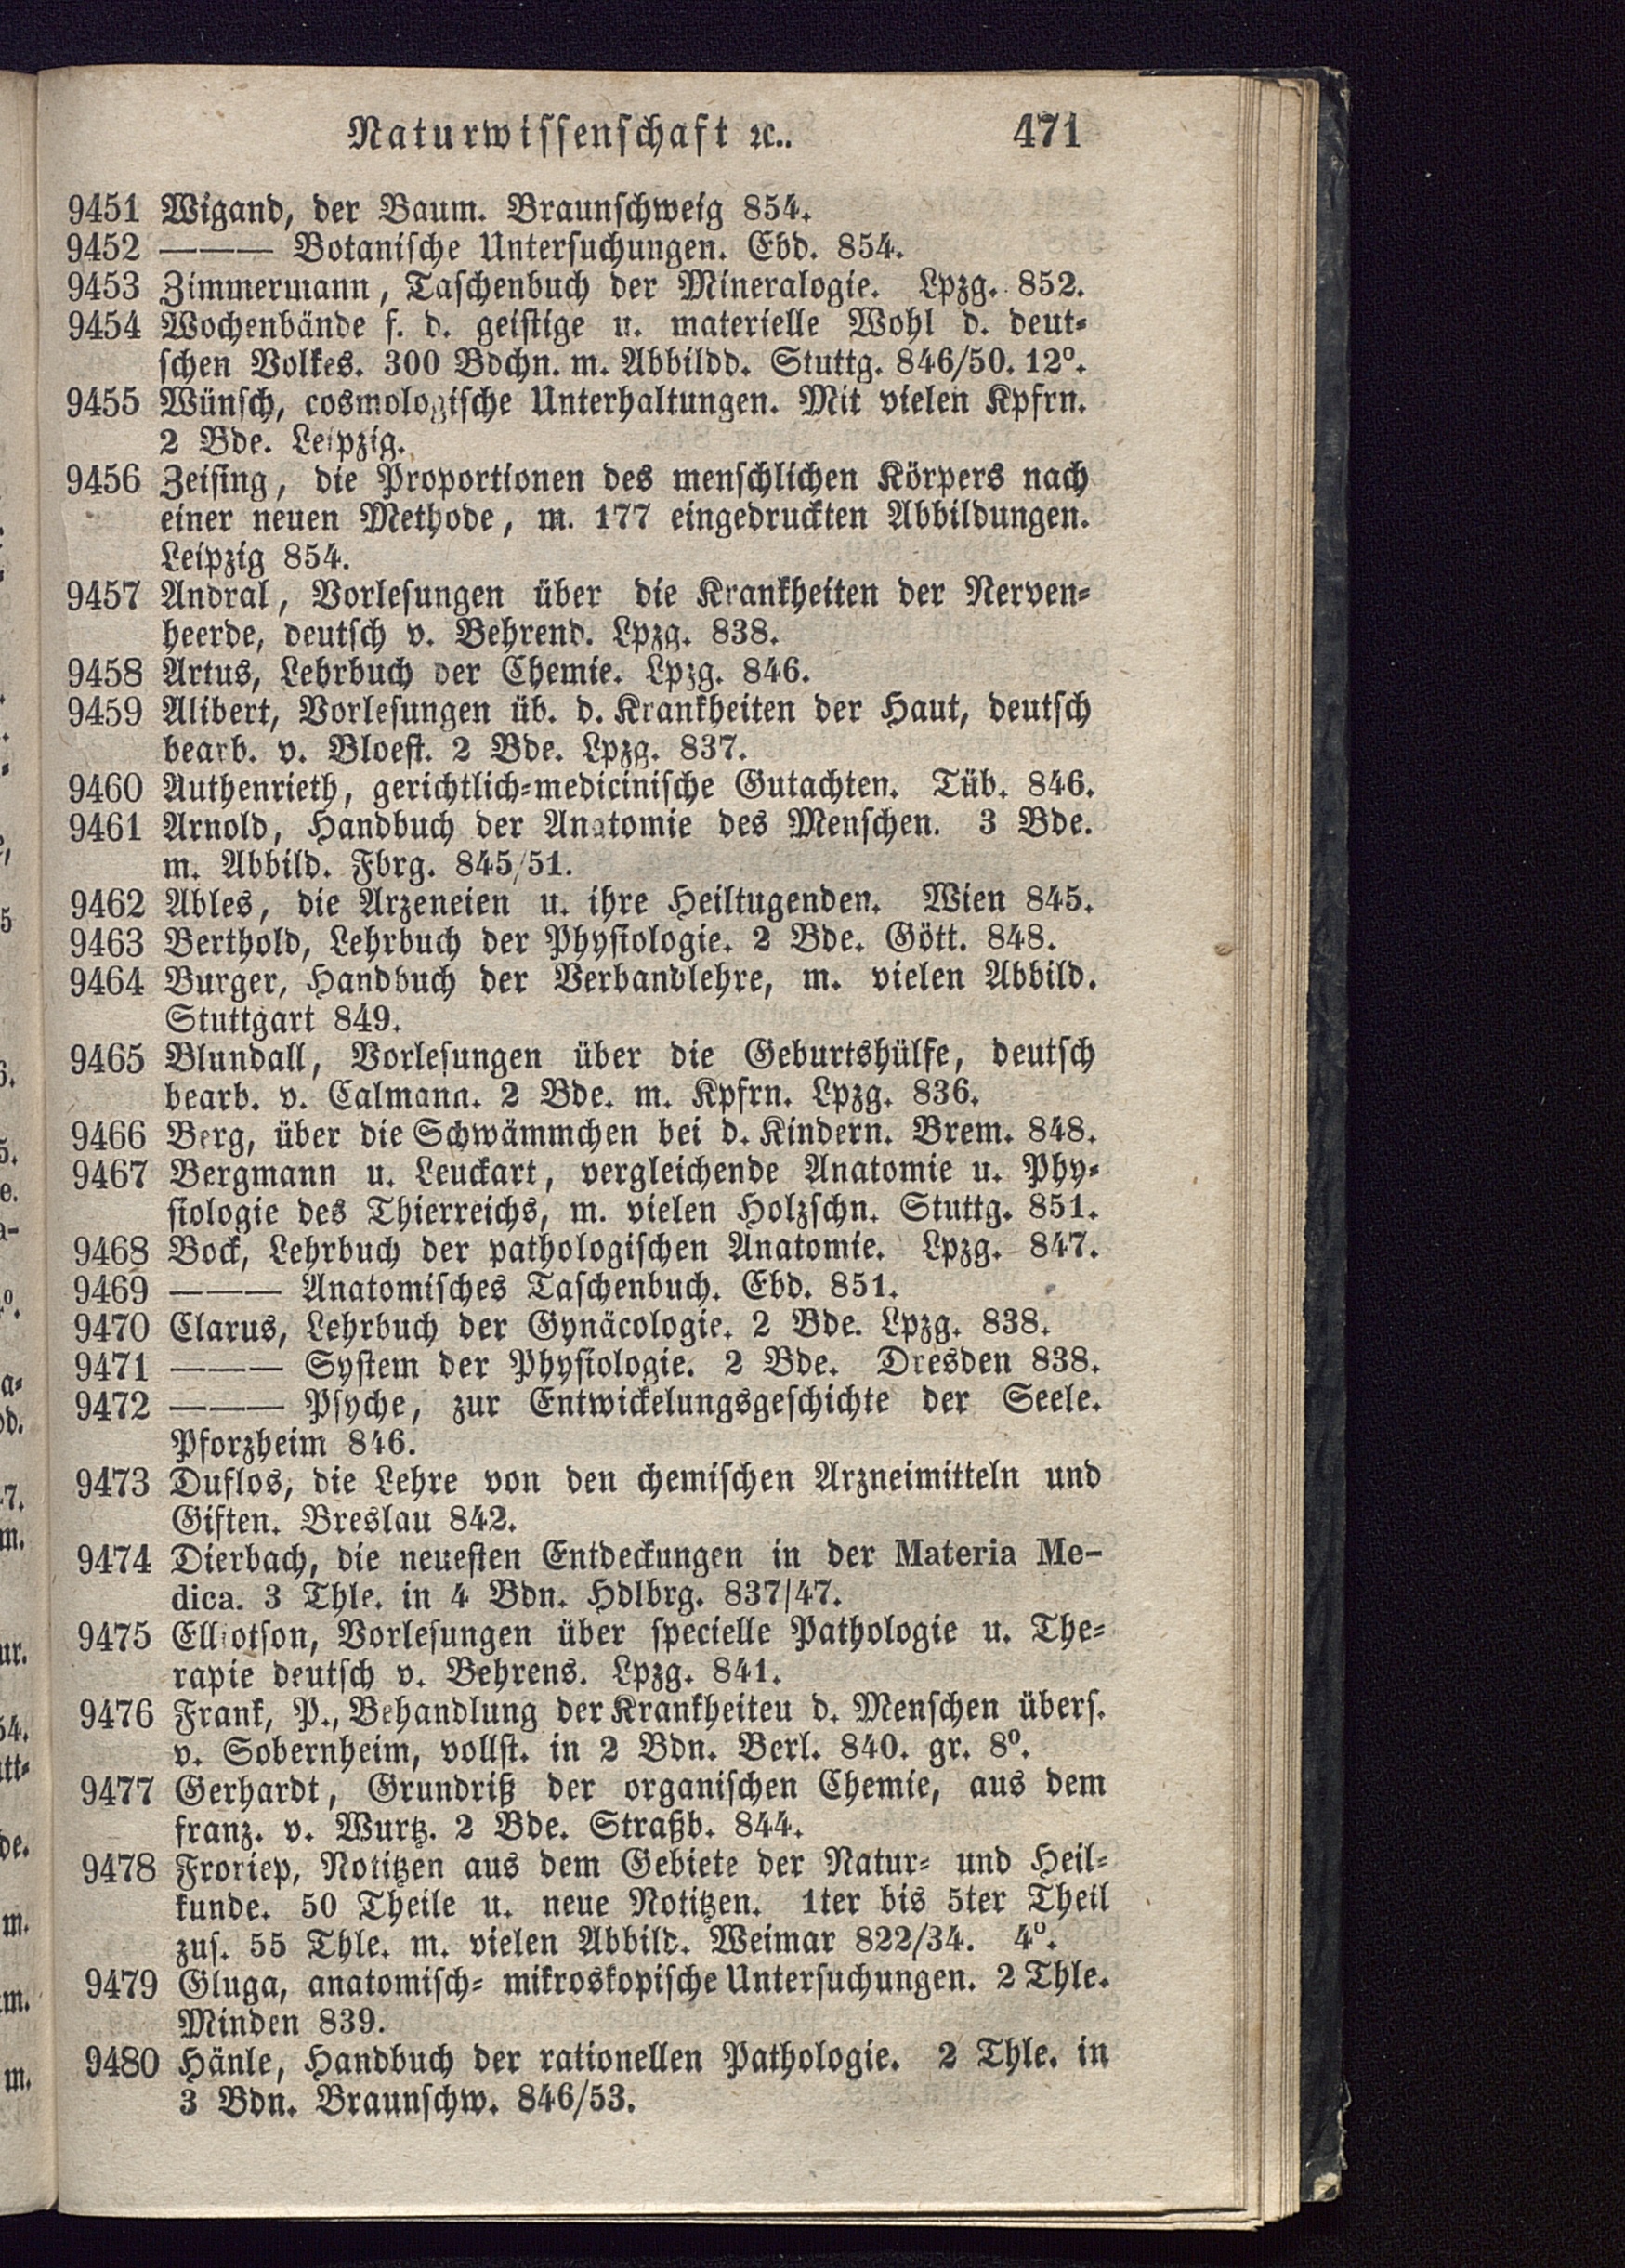 Naturwissenschaft ꝛc.. 471
9451 Wigand, der Baum. Braunschweig 854.
9452 ——— Botanische Untersuchungen. Ebd. 854.
9453 Zimmermann, Taschenbuch der Mineralogie. Lpzg. 852.
9454 Wochenbände f. d. geistige u. materielle Wohl d. deut-
schen Volkes. 300 Bdchn. m. Abbildd. Stuttg. 846/50. 12º.
9455 Wünsch, cosmologische Unterhaltungen. Mit vielen Kpfrn.
2 Bde. Leipzig.
9456 Zeising, die Proportionen des menschlichen Körpers nach
einer neuen Methode, m. 177 eingedruckten Abbildungen.
Leipzig 854.
9457 Andral, Vorlesungen über die Krankheiten der Nerven-
heerde, deutsch v. Behrend. Lpzg. 838.
9458 Artus, Lehrbuch der Chemie. Lpzg. 846.
9459 Alibert, Vorlesungen üb. d. Krankheiten der Haut, deutsch
bearb. v. Bloest. 2 Bde. Lpzg. 837.
9460 Authenrieth, gerichtlich-medicinische Gutachten. Tüb. 846.
9461 Arnold, Handbuch der Anatomie des Menschen. 3 Bde.
m. Abbild. Fbrg. 845/51.
9462 Ables, die Arzeneien u. ihre Heiltugenden. Wien 845.
9463 Berthold, Lehrbuch der Physiologie. 2 Bde. Gött. 848.
9464 Burger, Handbuch der Verbandlehre, m. vielen Abbild.
Stuttgart 849.
9465 Blundall, Vorlesungen über die Geburtshülfe, deutsch
bearb. v. Calmann. 2 Bde. m. Kpfrn. Lpzg. 836.
9466 Berg, über die Schwämmchen bei d. Kindern. Brem. 848.
9467 Bergmann u. Leuckart, vergleichende Anatomie u. Phy-
siologie des Thierreichs, m. vielen Holzschn. Stuttg. 851.
9468 Bock, Lehrbuch der pathologischen Anatomie. Lpzg. 847.
9469 ——— Anatomisches Taschenbuch. Ebd. 851.
9470 Clarus, Lehrbuch der Gynäcologie. 2 Bde. Lpzg. 838.
9471 ——— System der Physiologie. 2 Bde. Dresden 838.
9472 ——— Psyche, zur Entwickelungsgeschichte der Seele.
Pforzheim 846.
9473 Duflos, die Lehre von den chemischen Arzneimitteln und
Giften. Breslau 842.
9474 Dierbach, die neuesten Entdeckungen in der Materia Me-
dica. 3 Thle. in 4 Bdn. Hdlbrg. 837/47.
9475 Elliotson, Vorlesungen über specielle Pathologie u. The-
rapie deutsch v. Behrens. Lpzg. 841.
9476 Frank, P., Behandlung der Krankheiteu d. Menschen übers.
v. Sobernheim, vollst. in 2 Bdn. Berl. 840. gr. 8º.
9477 Gerhardt, Grundriß der organischen Chemie, aus dem
franz. v. Wurtz. 2 Bde. Straßb. 844.
9478 Froriep, Notitzen aus dem Gebiete der Natur- und Heil-
kunde. 50 Theile u. neue Notitzen. 1ter bis 5ter Theil
zus. 55 Thle. m. vielen Abbild. Weimar 822/34. 4º.
9479 Gluga, anatomisch- mikroskopische Untersuchungen. 2 Thle.
Minden 839.
9480 Hänle, Handbuch der rationellen Pathologie. 2 Thle. in
3 Bdn. Braunschw. 846/53.